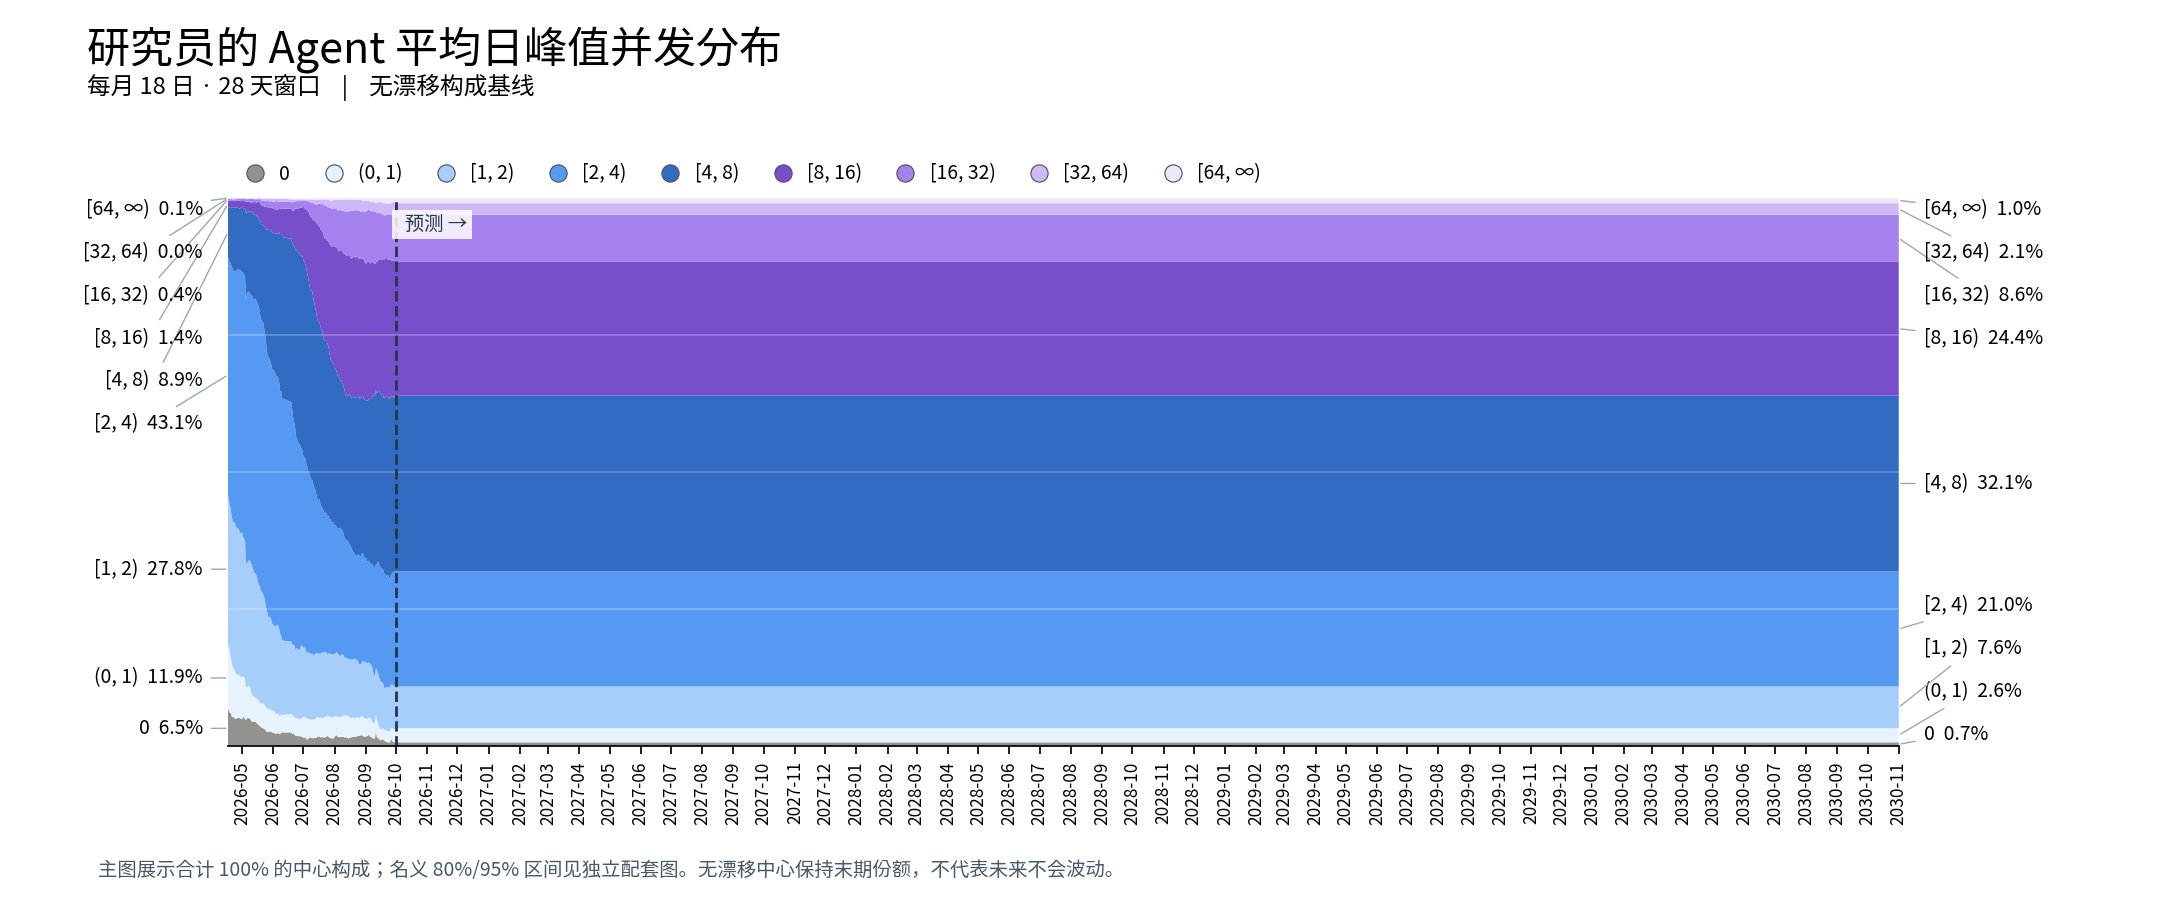 研究员的 Agent 平均日峰值并发分布
每月 18 日 · 28 天窗口 | 无漂移构成基线
0 (0, 1) [1, 2) [2, 4) [4, 8) [8, 16) [16, 32) [32, 64) [64, ∞)
[64, ∞) 0.1%
[32, 64) 0.0%
[16, 32) 0.4%
[8, 16) 1.4%
[4, 8) 8.9%
[2, 4) 43.1%
[1, 2) 27.8%
(0, 1) 11.9%
0 6.5%
预测 →
[64, ∞) 1.0%
[32, 64) 2.1%
[16, 32) 8.6%
[8, 16) 24.4%
[4, 8) 32.1%
[2, 4) 21.0%
[1, 2) 7.6%
(0, 1) 2.6%
0 0.7%
2026-05
2026-06
2026-07
2026-08
2026-09
2026-10
2026-11
2026-12
2027-01
2027-02
2027-03
2027-04
2027-05
2027-06
2027-07
2027-08
2027-09
2027-10
2027-11
2027-12
2028-01
2028-02
2028-03
2028-04
2028-05
2028-06
2028-07
2028-08
2028-09
2028-10
2028-11
2028-12
2029-01
2029-02
2029-03
2029-04
2029-05
2029-06
2029-07
2029-08
2029-09
2029-10
2029-11
2029-12
2030-01
2030-02
2030-03
2030-04
2030-05
2030-06
2030-07
2030-08
2030-09
2030-10
2030-11
主图展示合计 100% 的中心构成；名义 80%/95% 区间见独立配套图。无漂移中心保持末期份额，不代表未来不会波动。